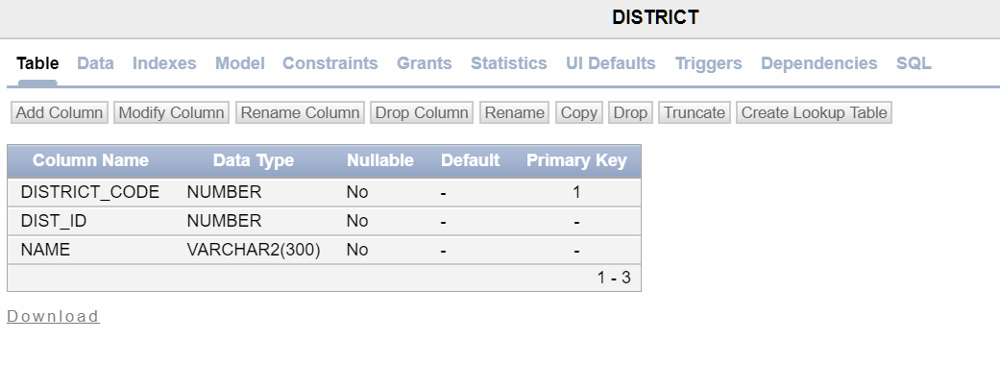 DISTRICT
Table Data Indexes Model Constraints Grants Statistics UI Defaults Triggers Dependencies SQL
Add Column Modify Column Rename Column Drop Column Rename Copy Drop Truncate Create Lookup Table
Column Name Data Type Nullable Default Primary Key
DISTRICT_CODE NUMBER No - 1
DIST_ID NUMBER No - -
NAME VARCHAR2(300) No - -
1 - 3
Download